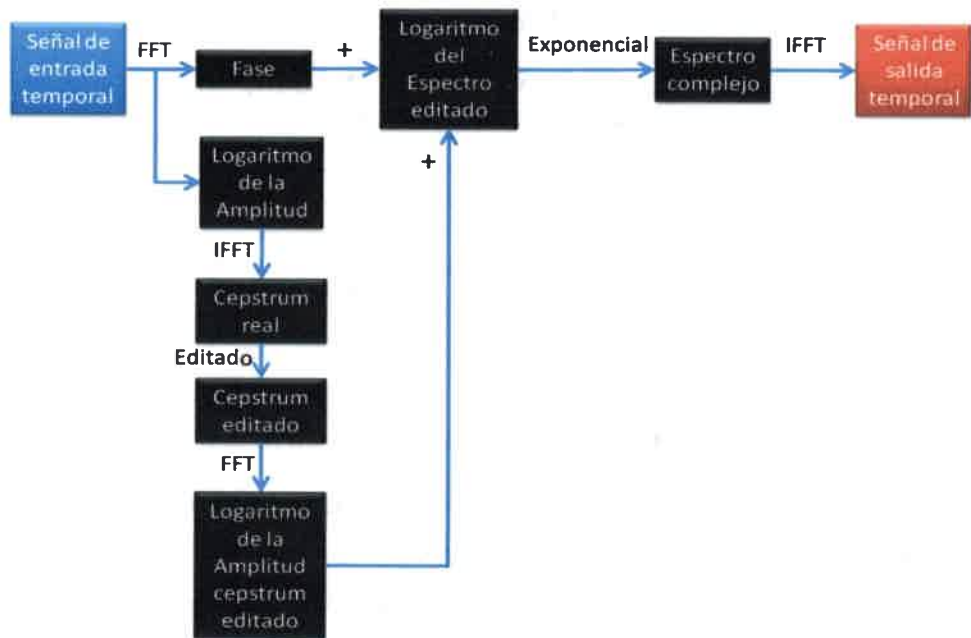 Señal de
entrada
temporal
FFT
Fase
+
Logaritmo
del
Espectro
editado
Exponencial
Espectro
complejo
IFFT
Señal de
salida
temporal
+
Logaritmo
de la
Amplitud
IFFT
Cepstrum
real
Editado
Cepstrum
editado
FFT
Logaritmo
de la
Amplitud
cepstrum
editado